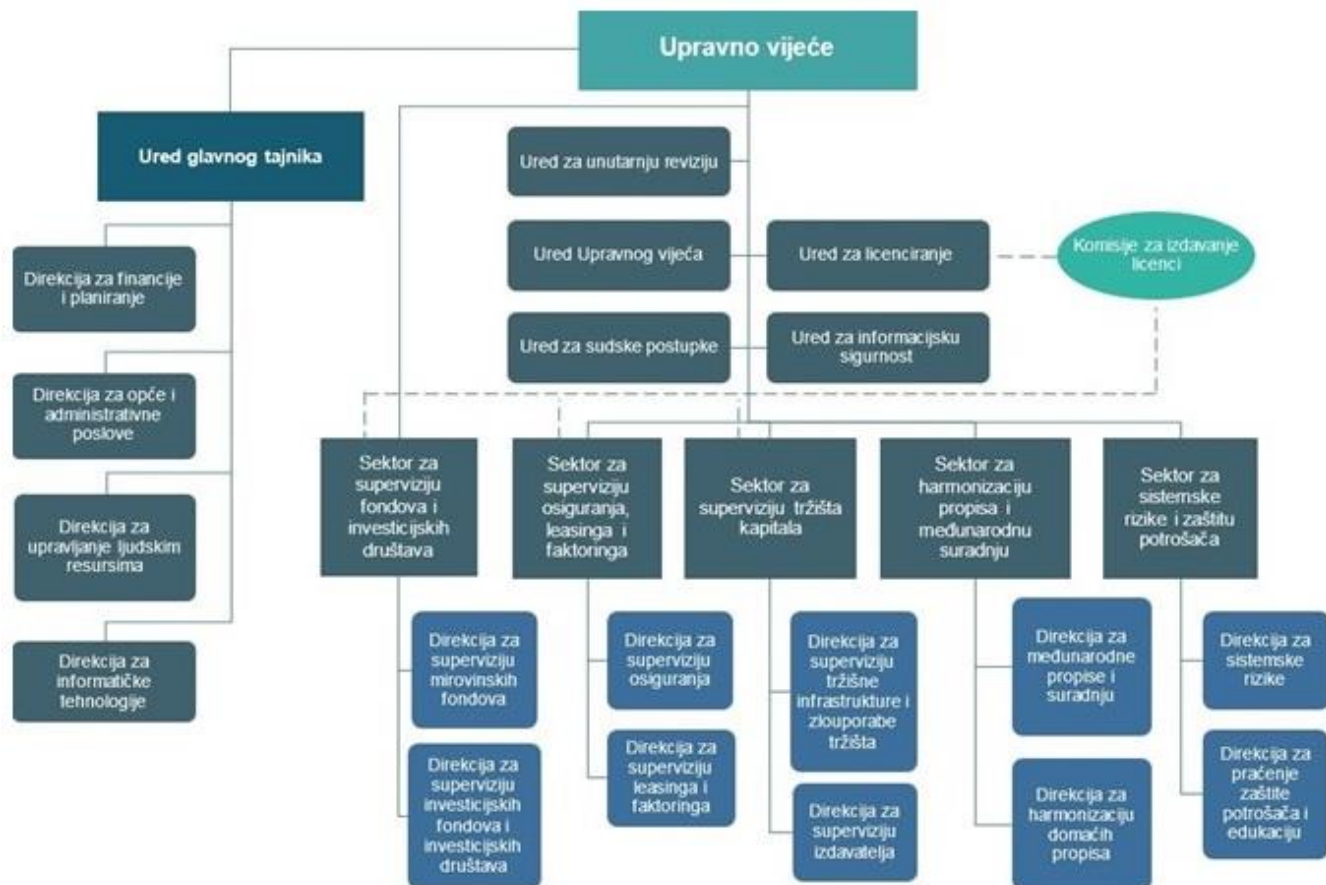 Upravno vijeće
Ured glavnog tajnika
Direkcija za financije
i planiranje
Direkcija za opće i
administrativne
poslove
Direkcija za
upravljanje ljudskim
resursima
Direkcija za
informatičke
tehnologije
Ured za unutarnju reviziju
Ured Upravnog vijeća
Ured za licenciranje
Komisije za izdavanje
licenci
Ured za sudske postupke
Ured za informacijsku
sigurnost
Sektor za
superviziju
fondova i
investicijskih
društava
Sektor za
superviziju
osiguranja,
leasinga i
faktoringa
Sektor za
superviziju tržišta
kapitala
Sektor za
harmonizaciju
propisa i
međunarodnu
suradnju
Sektor za
sistemske
rizike i zaštitu
potrošača
Direkcija za
superviziju
mirovinskih
fondova
Direkcija za
superviziju
investicijskih
fondova i
investicijskih
društava
Direkcija za
superviziju
osiguranja
Direkcija za
superviziju
leasinga i
faktoringa
Direkcija za
superviziju
tržišne
infrastrukture i
zlouporabe
tržišta
Direkcija za
superviziju
izdavatelja
Direkcija za
međunarodne
propise i
suradnju
Direkcija za
harmonizaciju
domaćih
propisa
Direkcija za
sistemske
rizike
Direkcija za
praćenje
zaštite
potrošača i
edukaciju